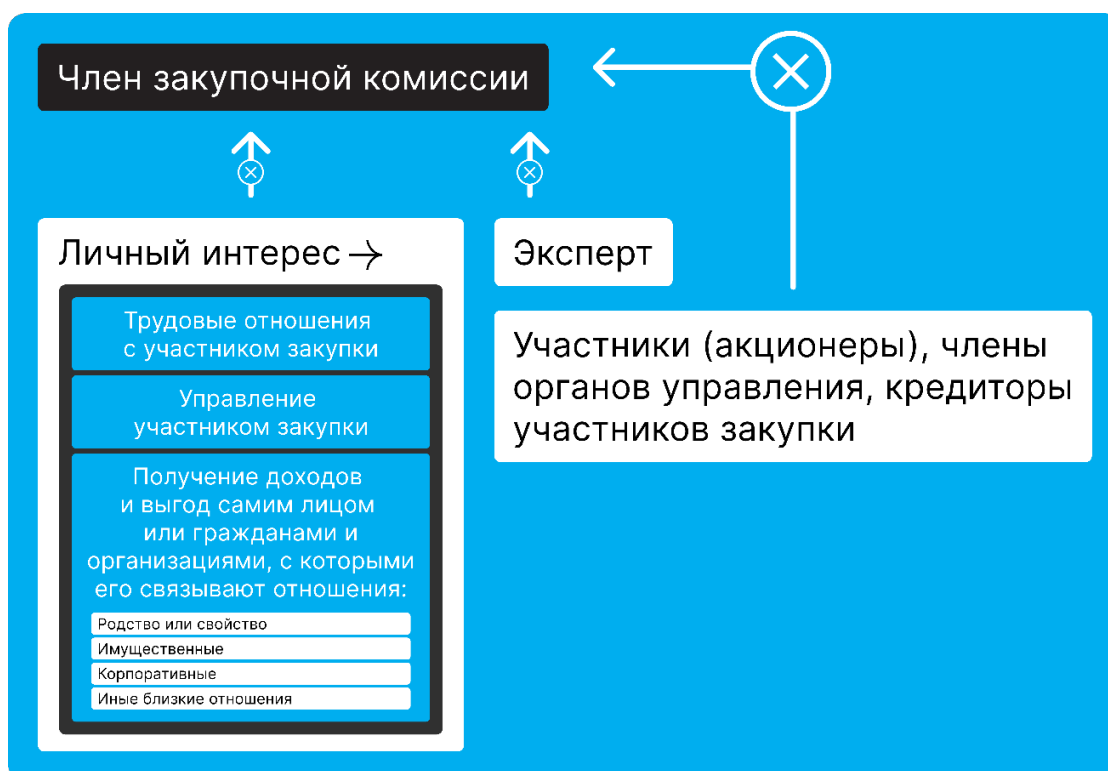 Член закупочной комиссии
Личный интерес →
Трудовые отношения
с участником закупки
Управление
участником закупки
Получение доходов
и выгод самим лицом
или гражданами и
организациями, с которыми
его связывают отношения:
Родство или свойство
Имущественные
Корпоративные
Иные близкие отношения
Эксперт
Участники (акционеры), члены
органов управления, кредиторы
участников закупки